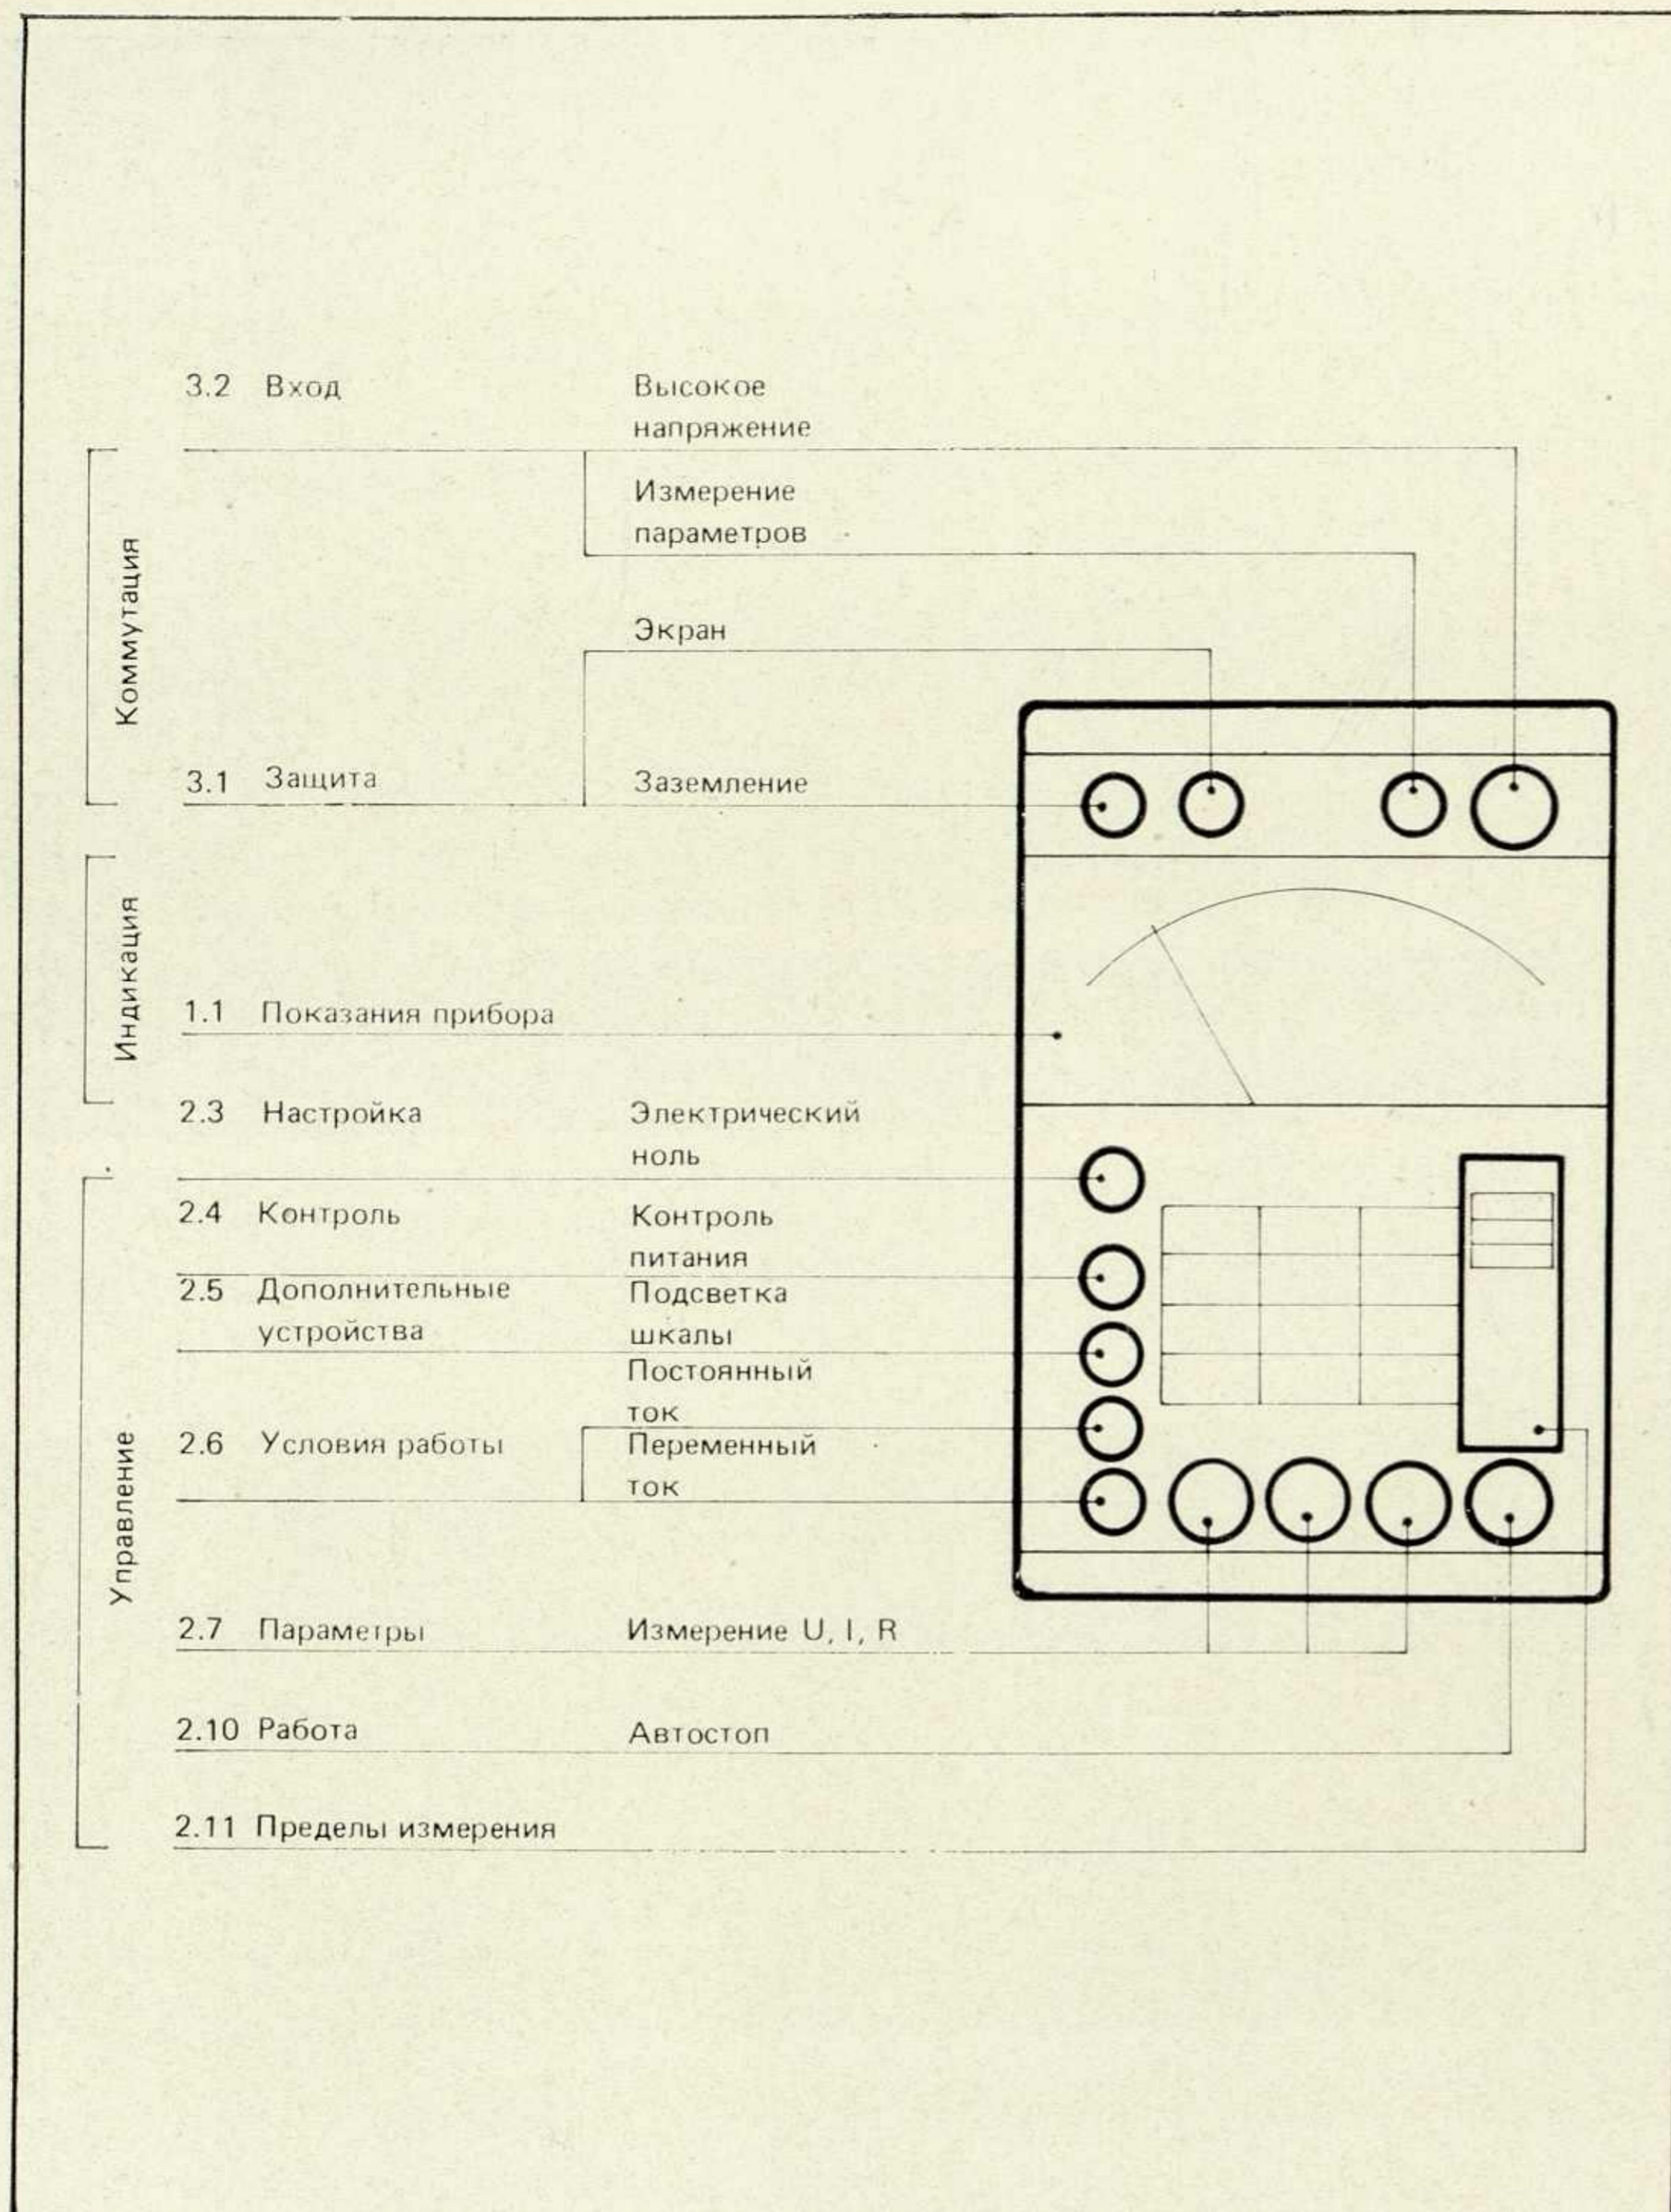 3.2 Вход Высокое
напряжение
Измерение
параметров
Экран
3.1 Защита Заземление
Коммутация
1.1 Показания прибора
Индикация
2.3 Настройка Электрический
ноль
2.4 Контроль Контроль
питания
2.5 Дополнительные Подсветка
устройства шкалы
Постоянный
ток
2.6 Условия работы Переменный
ток
2.7 Параметры Измерение U, I, R
2.10 Работа Автостоп
2.11 Пределы измерения
Управление